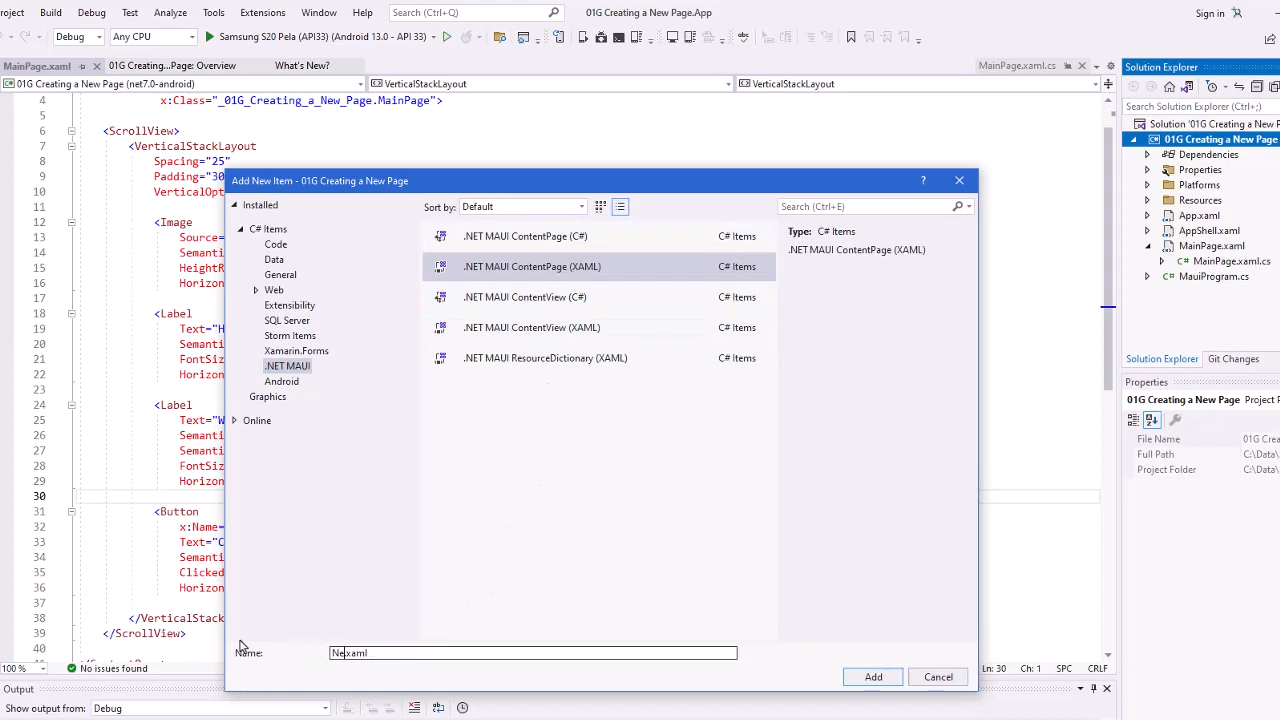 roject Build Debug Test Analyze Tools Extensions Window Help Search (Ctrl+Q) 01G Creating a New Page.App Sign in
Debug Any CPU Samsung S20 Pela (API33) (Android 13.0 - API 33)
MainPage.xaml 01G Creating...Page: Overview What's New? MainPage.xaml.cs
01G Creating a New Page (net7.0-android) VerticalStackLayout VerticalStackLayout
4 x:Class="_01G_Creating_a_New_Page.MainPage">
5
6 <ScrollView>
7 <VerticalStackLayout
8 Spacing="25"
9 Padding="30
10 VerticalOpt
11
12 <Image
13 Source=
14 Semanti
15 HeightR
16 Horizon
17
18 <Label
19 Text="H
20 Semanti
21 FontSiz
22 Horizon
23
24 <Label
25 Text="W
26 Semanti
27 Semanti
28 FontSiz
29 Horizon
30
31 <Button
32 x:Name=
33 Text="C
34 Semanti
35 Clicked
36 Horizon
37
38 </VerticalStack
39 </ScrollView>
100 % No issues found Ln: 30 Ch: 1 SPC CRLF
Output
Show output from: Debug
Add New Item - 01G Creating a New Page
Installed
C# Items
Code
Data
General
Web
Extensibility
SQL Server
Storm Items
Xamarin.Forms
.NET MAUI
Android
Graphics
Online
Sort by: Default
.NET MAUI ContentPage (C#) C# Items
.NET MAUI ContentPage (XAML) C# Items
.NET MAUI ContentView (C#) C# Items
.NET MAUI ContentView (XAML) C# Items
.NET MAUI ResourceDictionary (XAML) C# Items
Search (Ctrl+E)
Type: C# Items
.NET MAUI ContentPage (XAML)
Name: Ne.xaml
Add Cancel
Solution Explorer
Search Solution Explorer (Ctrl+;)
Solution '01G Creating a New P
01G Creating a New Page
Dependencies
Properties
Platforms
Resources
App.xaml
AppShell.xaml
MainPage.xaml
MainPage.xaml.cs
MauiProgram.cs
Solution Explorer Git Changes
Properties
01G Creating a New Page Project P
File Name 01G Crea
Full Path C:\Data\
Project Folder C:\Data\